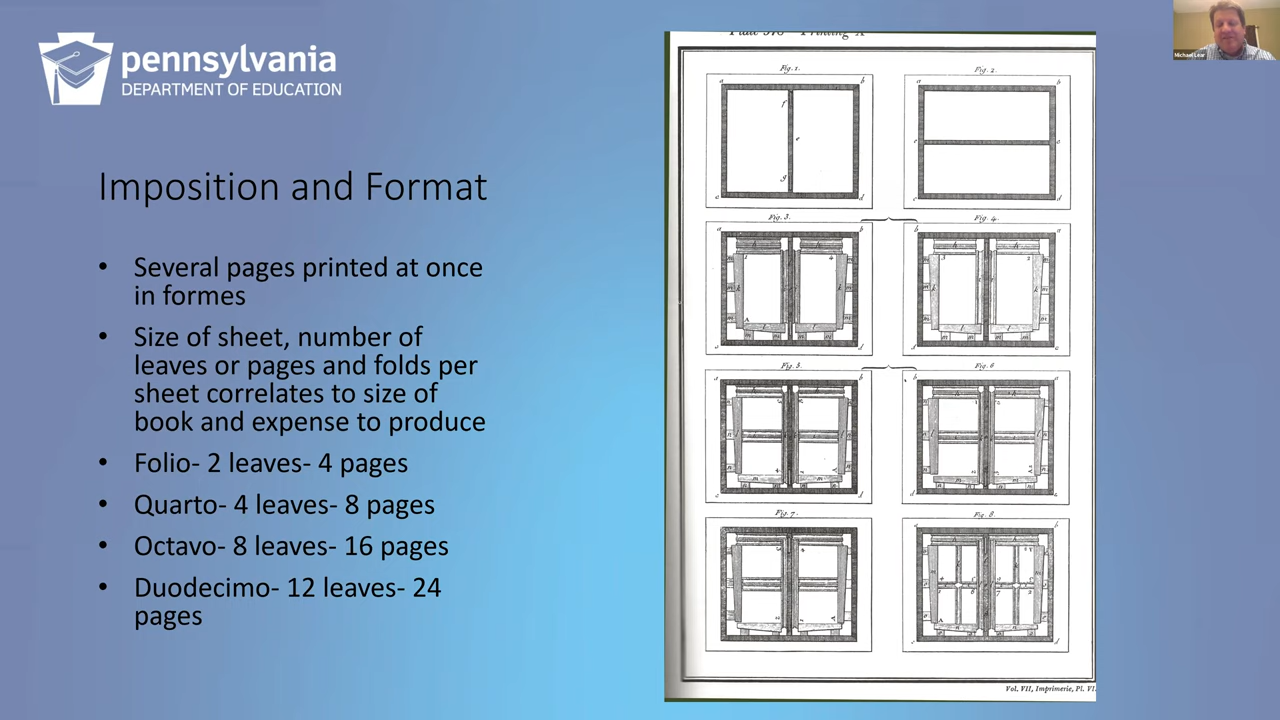 pennsylvania
DEPARTMENT OF EDUCATION
Michael Lear
Imposition and Format
• Several pages printed at once
in formes
• Size of sheet, number of
leaves or pages and folds per
sheet correlates to size of
book and expense to produce
• Folio- 2 leaves- 4 pages
• Quarto- 4 leaves- 8 pages
• Octavo- 8 leaves- 16 pages
• Duodecimo- 12 leaves- 24
pages
Fig. 1.
Fig. 2.
Fig. 3.
Fig. 4.
Fig. 5.
Fig. 6
Fig. 7.
Fig. 8.
Vol. VII, Imprimerie, Pl. VI.